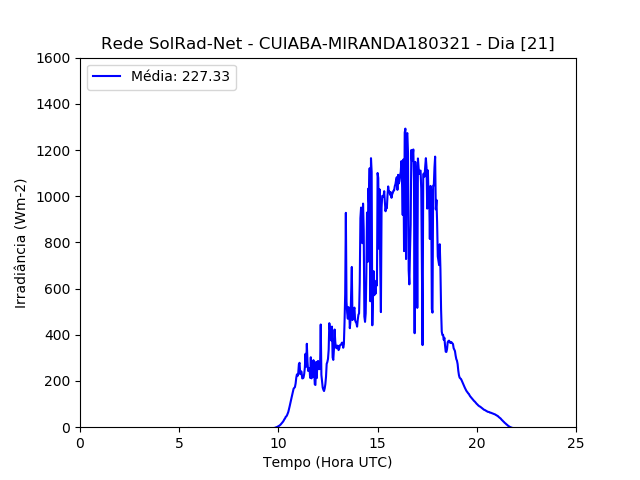 Rede SolRad-Net - CUIABA-MIRANDA180321 - Dia [21]
Média: 227.33
Irradiância (Wm-2)
1600
1400
1200
1000
800
600
400
200
0
0 5 10 15 20 25
Tempo (Hora UTC)